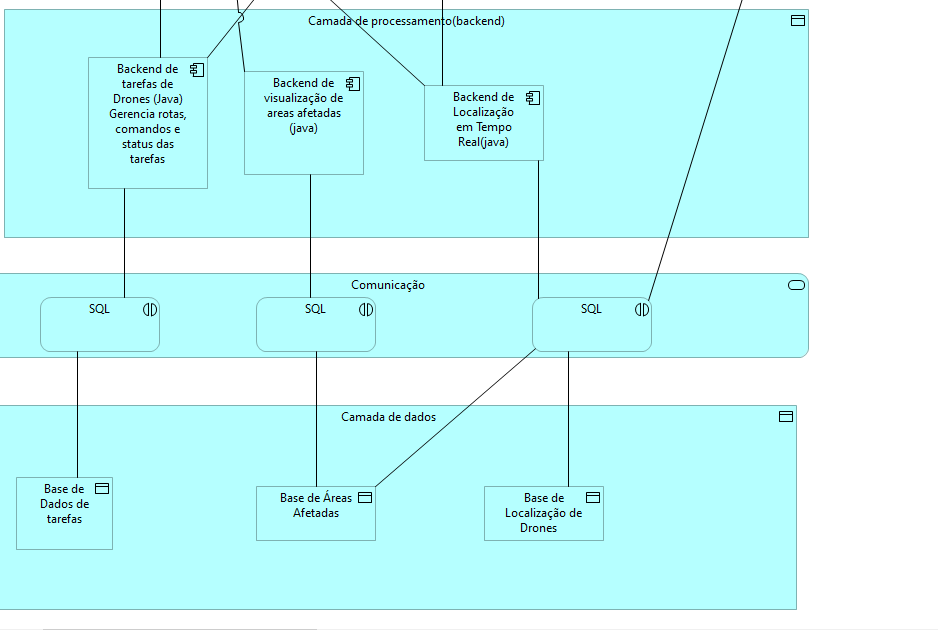 Camada de processamento(backend)
Backend de
tarefas de
Drones (Java)
Gerencia rotas,
comandos e
status das
tarefas
Backend de
visualização de
areas afetadas
(java)
Backend de
Localização
em Tempo
Real(java)
Comunicação
SQL
SQL
SQL
Camada de dados
Base de
Dados de
tarefas
Base de Áreas
Afetadas
Base de
Localização de
Drones